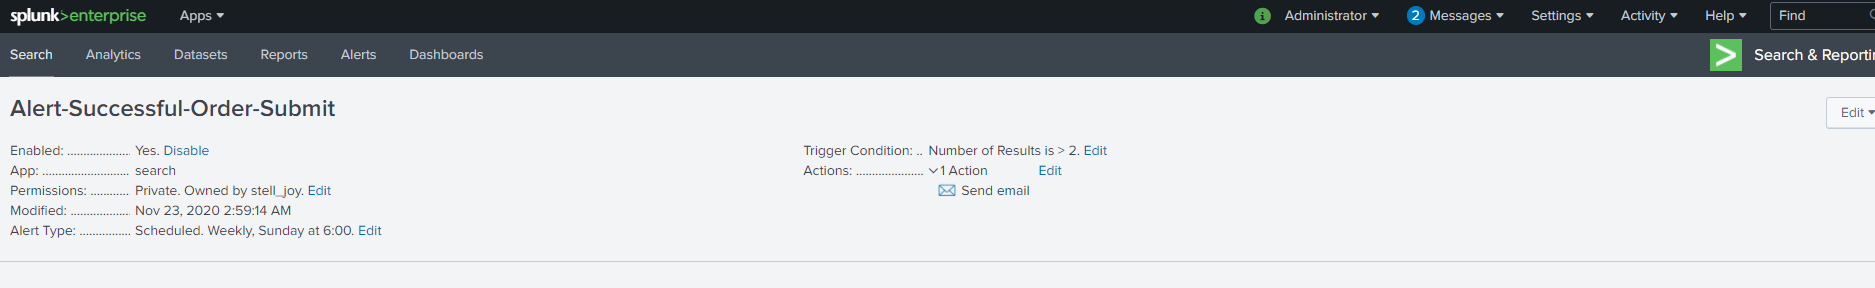 splunk>enterprise Apps Administrator 2 Messages Settings Activity Help Find
Search Analytics Datasets Reports Alerts Dashboards Search & Reporti
Alert-Successful-Order-Submit
Edit
Enabled: .................... Yes. Disable
App: ........................... search
Permissions: ............ Private. Owned by stell_joy. Edit
Modified: ................... Nov 23, 2020 2:59:14 AM
Alert Type: ................ Scheduled. Weekly, Sunday at 6:00. Edit
Trigger Condition: .. Number of Results is > 2. Edit
Actions: ..................... 1 Action Edit
Send email